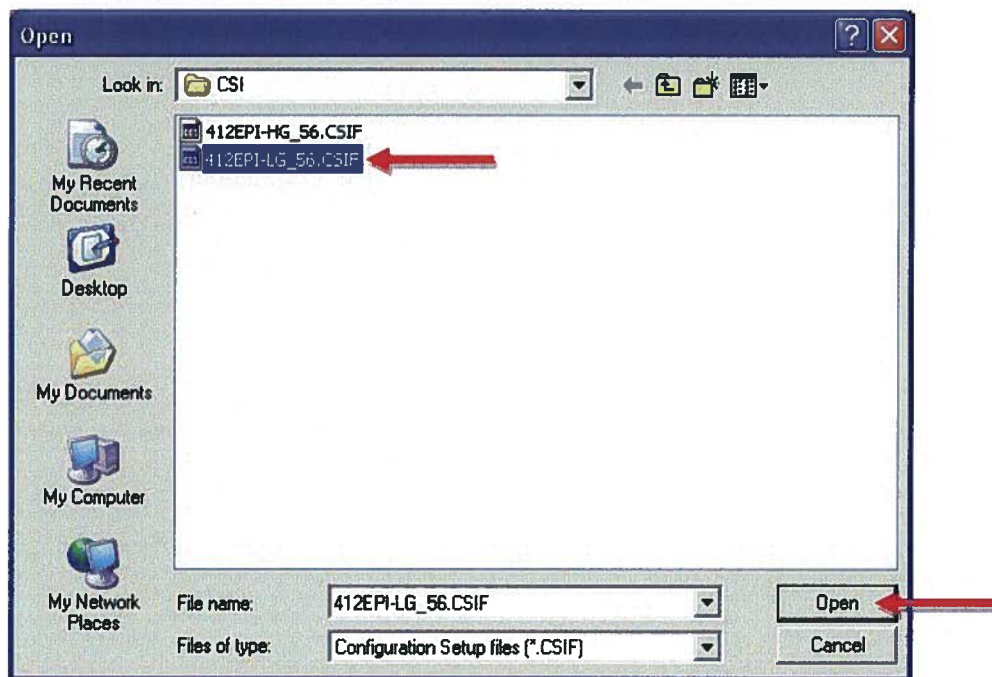 Open
Look in: CSI
412EPI-HG_56.CSIF
412EPI-LG_56.CSIF
My Recent
Documents
Desktop
My Documents
My Computer
My Network
Places
File name: 412EPI-LG_56.CSIF Open
Files of type: Configuration Setup files (*.CSIF) Cancel